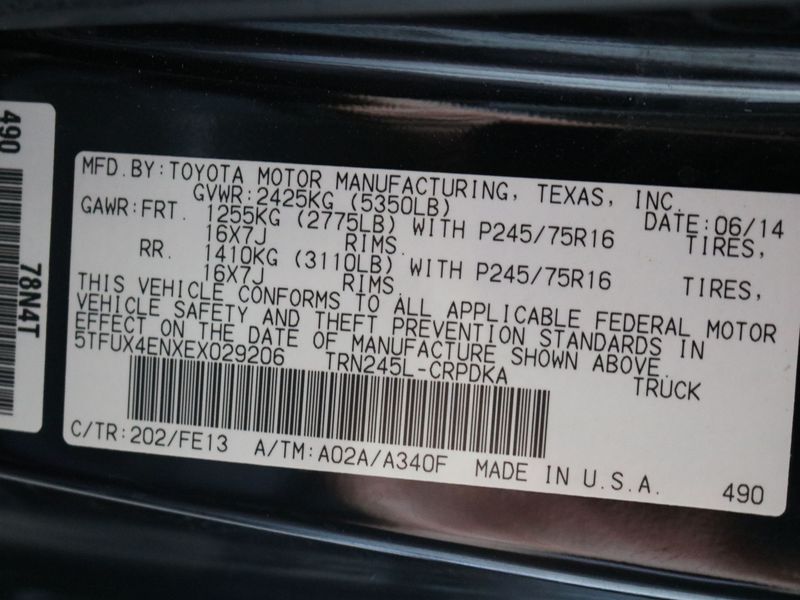 490
78N4T
MFD. BY: TOYOTA MOTOR MANUFACTURING, TEXAS, INC.
GVWR: 2425KG (5350LB) DATE: 06/14
GAWR: FRT. 1255KG (2775LB) WITH P245/75R16 TIRES,
16X7J RIMS.
RR. 1410KG (3110LB) WITH P245/75R16 TIRES,
16X7J RIMS
THIS VEHICLE CONFORMS TO ALL APPLICABLE FEDERAL MOTOR
VEHICLE SAFETY AND THEFT PREVENTION STANDARDS IN
EFFECT ON THE DATE OF MANUFACTURE SHOWN ABOVE.
5TFUX4ENXEX029206 TRN245L-CRPDKA TRUCK
C/TR: 202/FE13 A/TM: A02A/A340F MADE IN U.S.A. 490